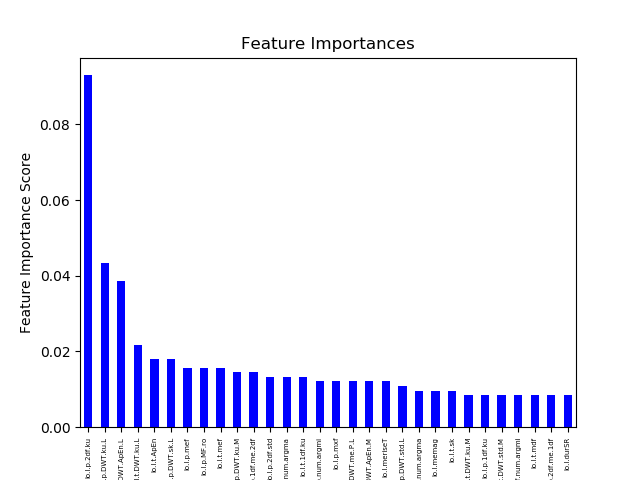 Feature Importances
Feature Importance Score
0.08
0.06
0.04
0.02
0.00
lo.l.p.2df.ku
.p.DWT.ku.L
DWT.ApEn.L
l.t.DWT.ku.L
lo.l.t.ApEn
.p.DWT.sk.L
lo.l.p.mef
lo.l.p.MF.ro
lo.l.t.mef
p.DWT.ku.M
.1df.me.2df
lo.l.p.2df.std
num.argma
lo.l.t.1df.ku
.num.argmi
lo.l.p.mxf
DWT.me.P.L
DWT.ApEn.M
lo.l.meriseT
p.DWT.std.L
num.argma
lo.l.memag
lo.l.t.sk
.t.DWT.ku.M
lo.l.p.1df.ku
.DWT.std.M
.num.argmi
lo.l.t.mdf
.2df.me.1df
lo.l.durSR